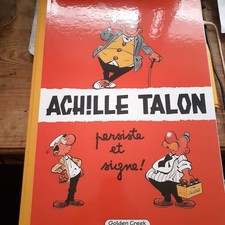 ACHILLE TALON
persiste
et
signe!
Golden Creek